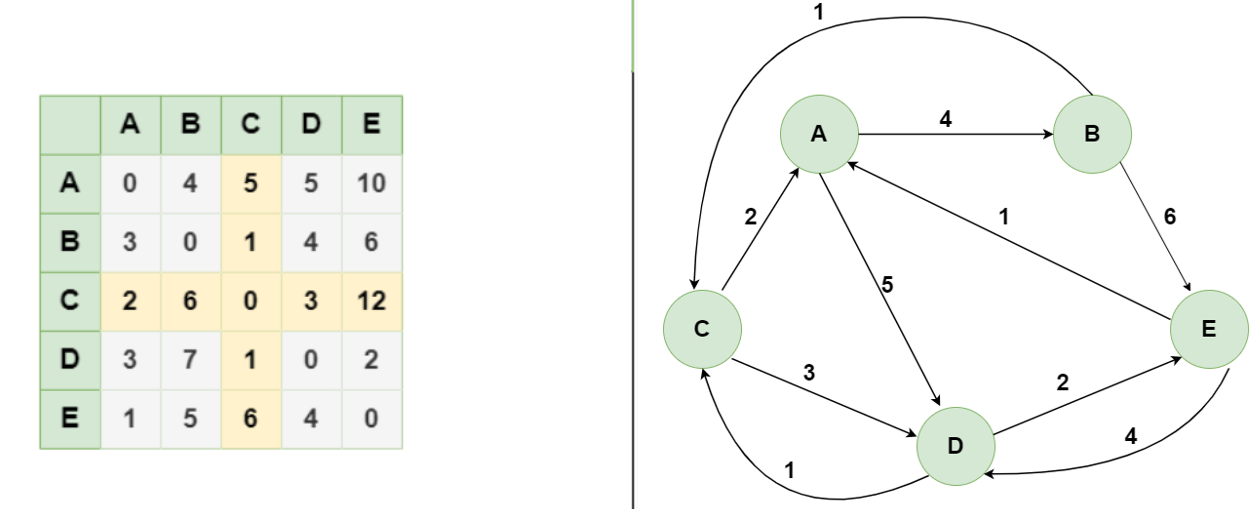 A B C D E
A 0 4 5 5 10
B 3 0 1 4 6
C 2 6 0 3 12
D 3 7 1 0 2
E 1 5 6 4 0
1
A 4 B
2 1 6
5
C E
3 2
D 4
1